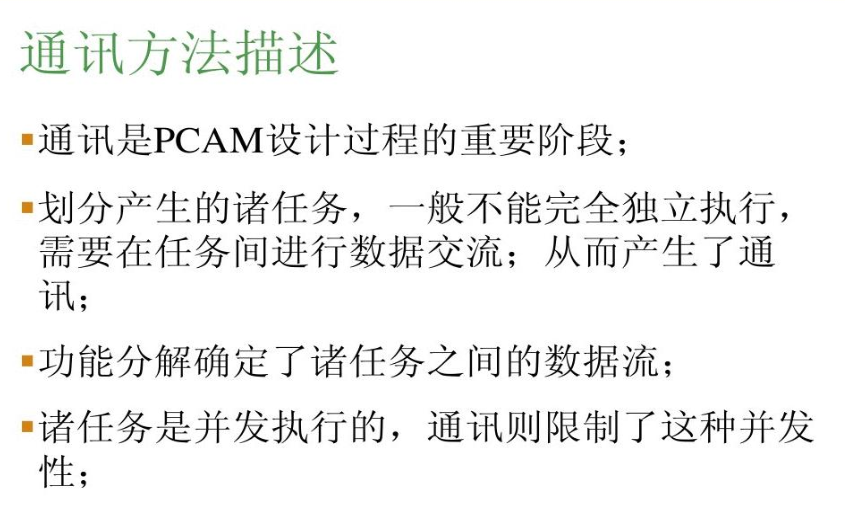 通讯方法描述
▪通讯是PCAM设计过程的重要阶段；
▪划分产生的诸任务，一般不能完全独立执行，
需要在任务间进行数据交流；从而产生了通
讯；
▪功能分解确定了诸任务之间的数据流；
▪诸任务是并发执行的，通讯则限制了这种并发
性；